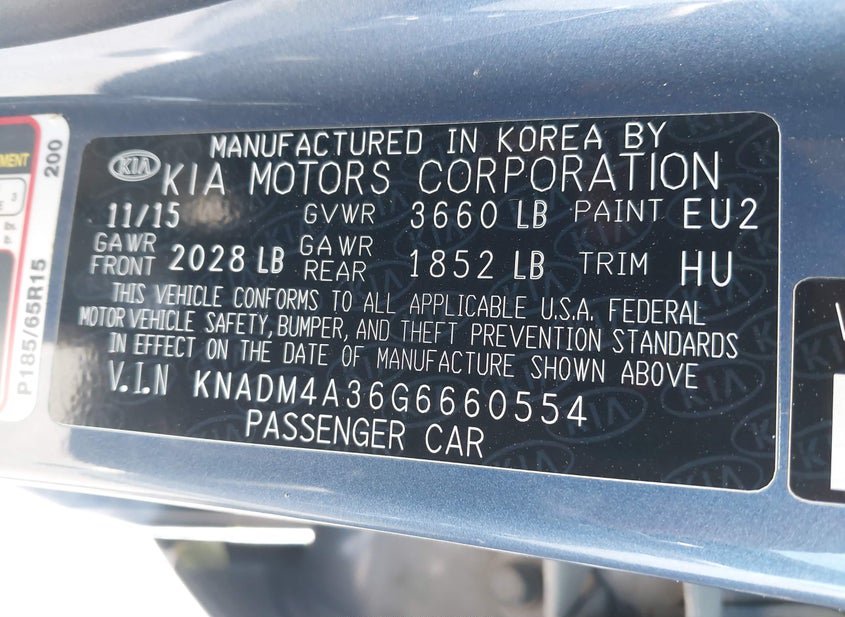 MANUFACTURED IN KOREA BY
KIA KIA MOTORS CORPORATION
11/15 GVWR 3660 LB PAINT EU2
GAWR FRONT 2028 LB GAWR REAR 1852 LB TRIM HU
THIS VEHICLE CONFORMS TO ALL APPLICABLE U.S.A. FEDERAL
MOTOR VEHICLE SAFETY, BUMPER, AND THEFT PREVENTION STANDARDS
IN EFFECT ON THE DATE OF MANUFACTURE SHOWN ABOVE
V.I.N KNADM4A36G6660554
PASSENGER CAR
200
P185/65R15
3